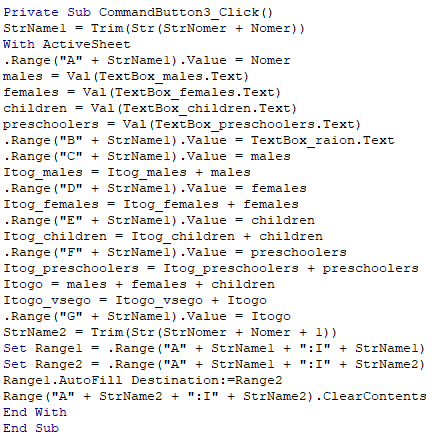 Private Sub CommandButton3_Click()
StrName1 = Trim(Str(StrNomer + Nomer))
With ActiveSheet
.Range("A" + StrName1).Value = Nomer
males = Val(TextBox_males.Text)
females = Val(TextBox_females.Text)
children = Val(TextBox_children.Text)
preschoolers = Val(TextBox_preschoolers.Text)
.Range("B" + StrName1).Value = TextBox_raion.Text
.Range("C" + StrName1).Value = males
Itog_males = Itog_males + males
.Range("D" + StrName1).Value = females
Itog_females = Itog_females + females
.Range("E" + StrName1).Value = children
Itog_children = Itog_children + children
.Range("F" + StrName1).Value = preschoolers
Itog_preschoolers = Itog_preschoolers + preschoolers
Itogo = males + females + children
Itogo_vsego = Itogo_vsego + Itogo
.Range("G" + StrName1).Value = Itogo
StrName2 = Trim(Str(StrNomer + Nomer + 1))
Set Range1 = .Range("A" + StrName1 + ":I" + StrName1)
Set Range2 = .Range("A" + StrName1 + ":I" + StrName2)
Range1.AutoFill Destination:=Range2
Range("A" + StrName2 + ":I" + StrName2).ClearContents
End With
End Sub